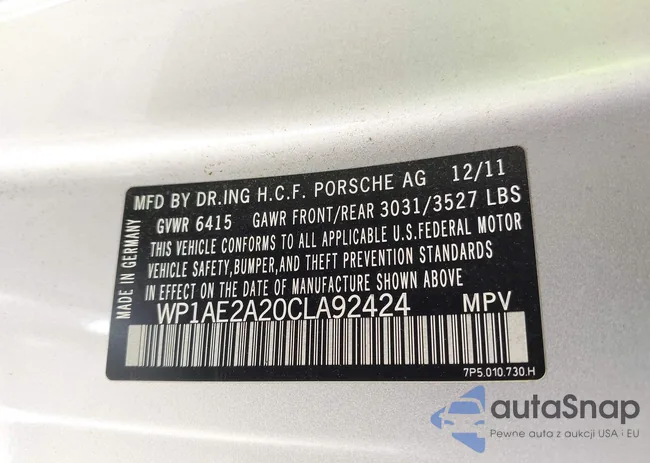 MFD BY DR.ING H.C.F. PORSCHE AG 12/11
GVWR 6415 GAWR FRONT/REAR 3031/3527 LBS
THIS VEHICLE CONFORMS TO ALL APPLICABLE U.S.FEDERAL MOTOR
VEHICLE SAFETY,BUMPER,AND THEFT PREVENTION STANDARDS
IN EFFECT ON THE DATE OF MANUFACTURE SHOWN ABOVE
WP1AE2A20CLA92424 MPV
MADE IN GERMANY
7P5.010.730.H
autaSnap
Pewne auta z aukcji USA i EU